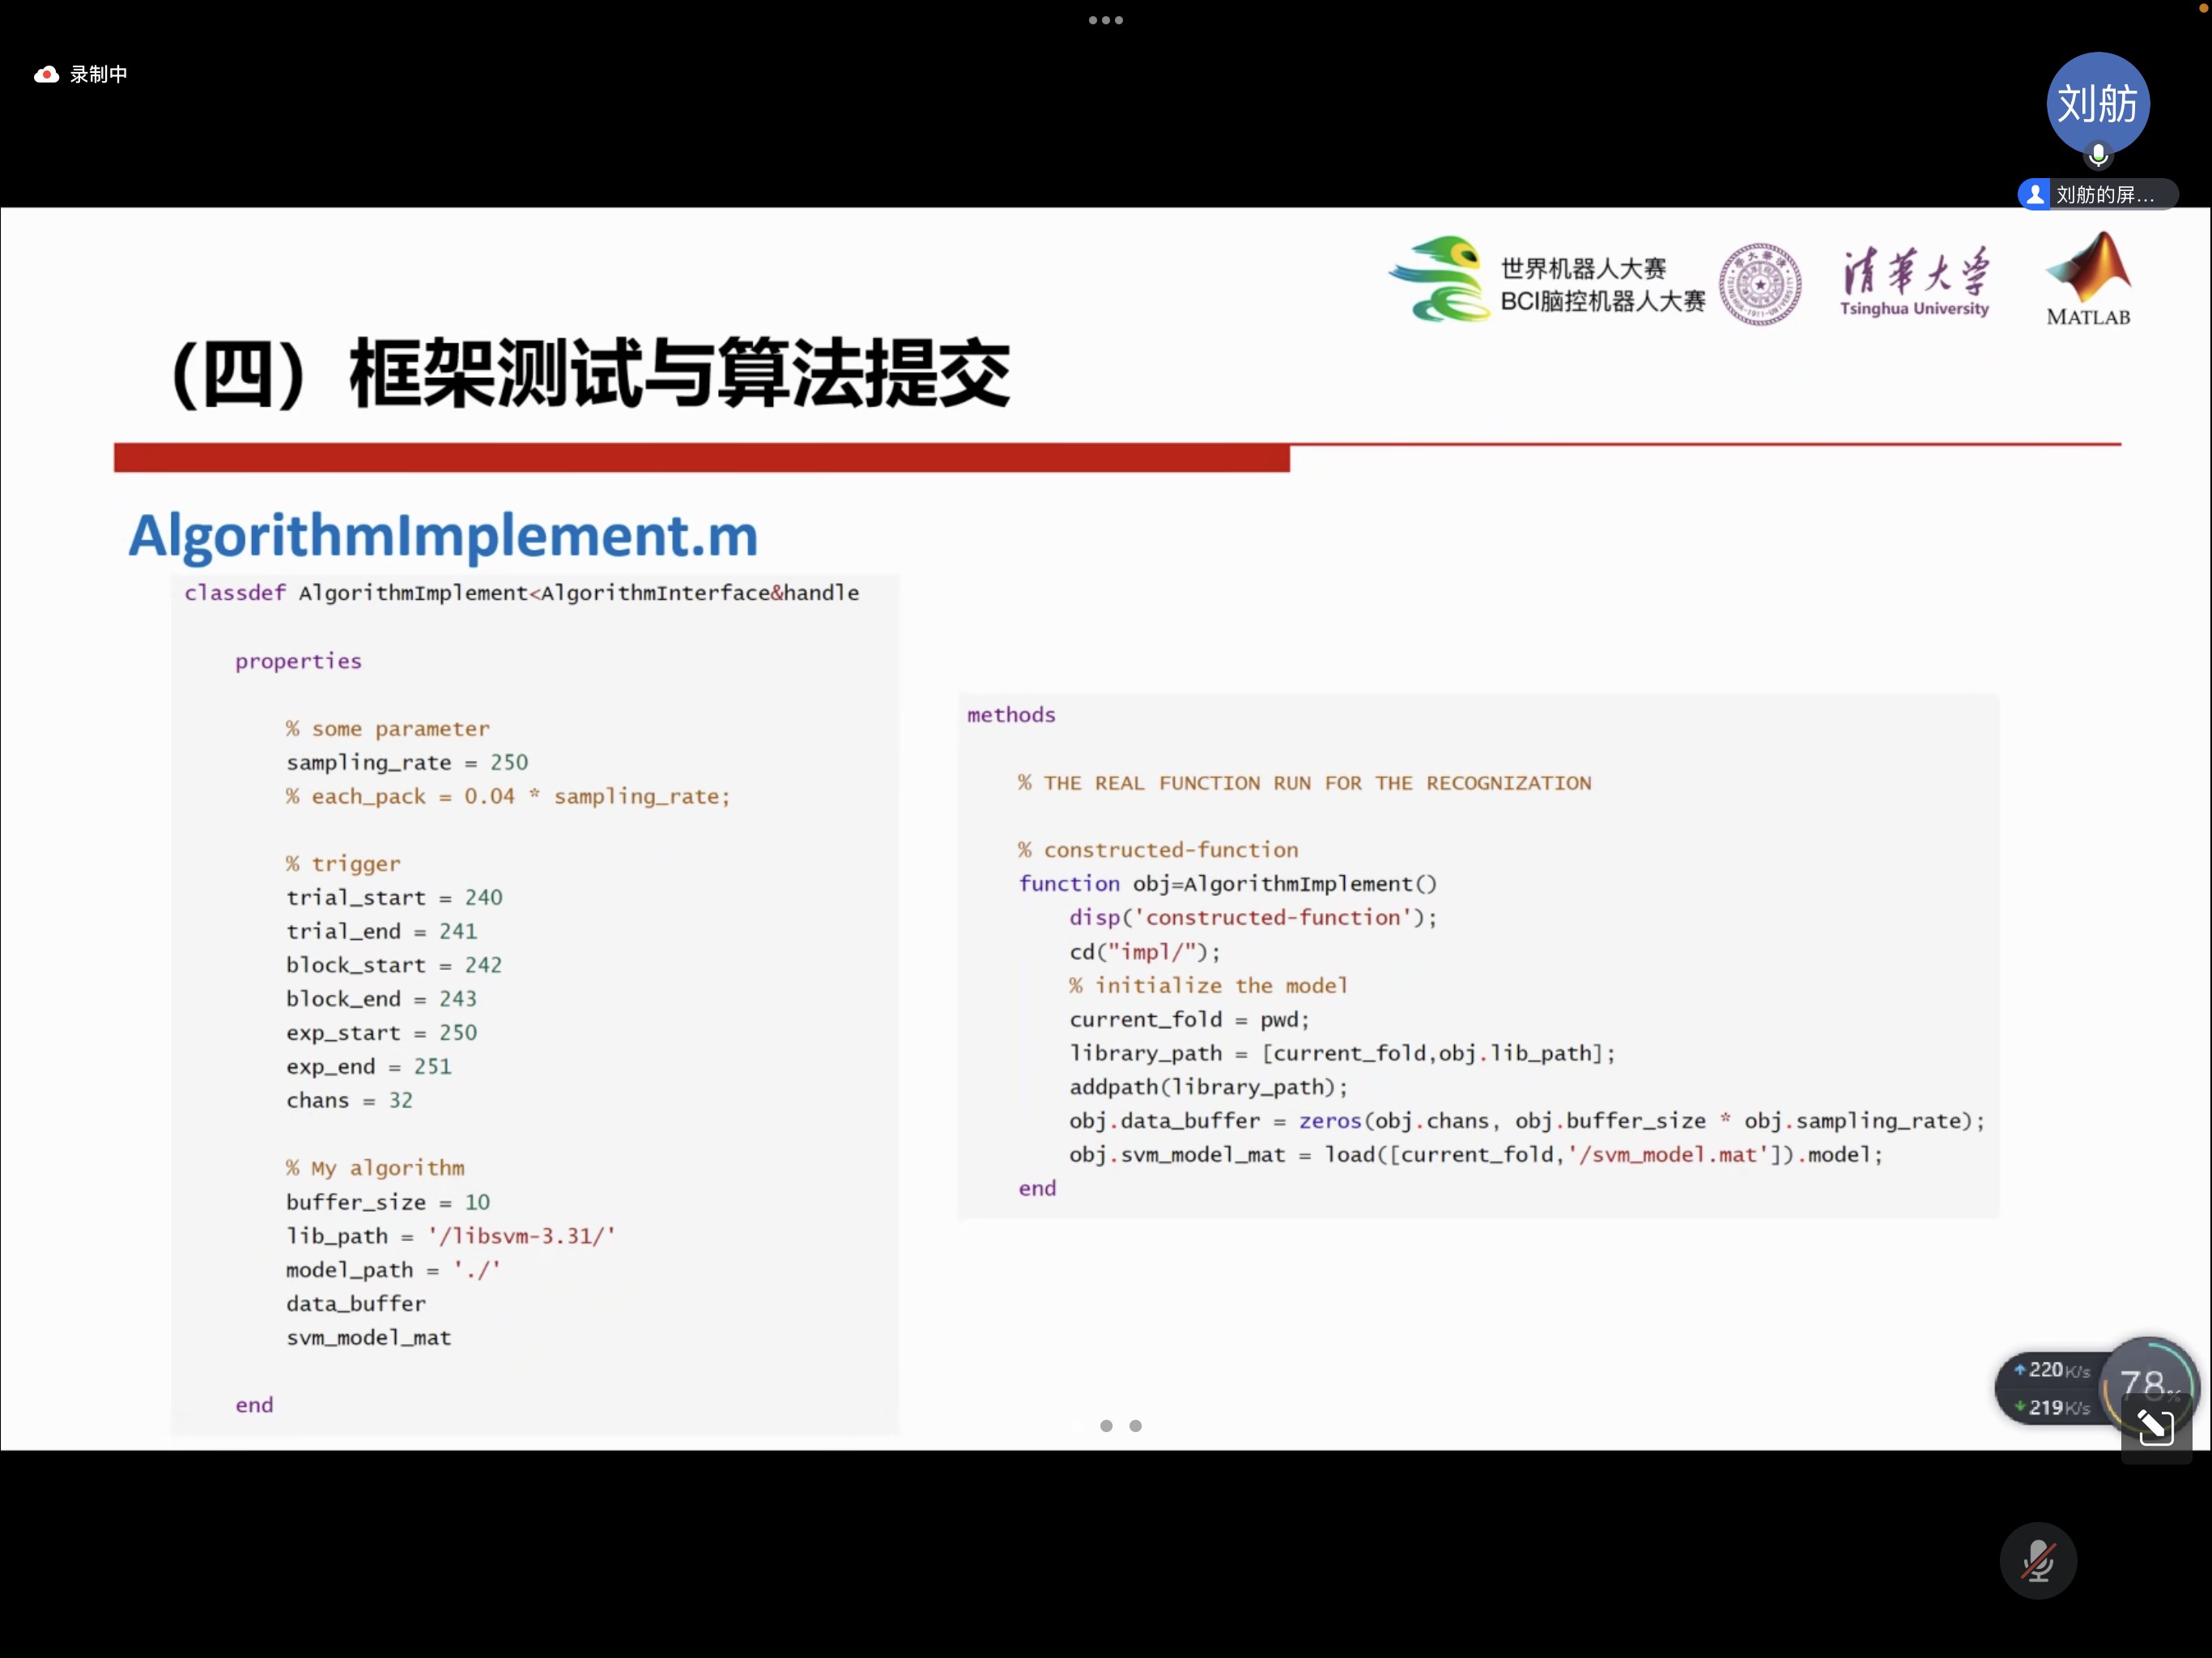 录制中
刘舫
刘舫的屏...
世界机器人大赛
BCI脑控机器人大赛
清华大学
Tsinghua University
MATLAB
（四）框架测试与算法提交
AlgorithmImplement.m
classdef AlgorithmImplement<AlgorithmInterface&handle
properties
% some parameter
sampling_rate = 250
% each_pack = 0.04 * sampling_rate;
% trigger
trial_start = 240
trial_end = 241
block_start = 242
block_end = 243
exp_start = 250
exp_end = 251
chans = 32
% My algorithm
buffer_size = 10
lib_path = '/libsvm-3.31/'
model_path = './'
data_buffer
svm_model_mat
end
methods
% THE REAL FUNCTION RUN FOR THE RECOGNIZATION
% constructed-function
function obj=AlgorithmImplement()
disp('constructed-function');
cd("impl/");
% initialize the model
current_fold = pwd;
library_path = [current_fold,obj.lib_path];
addpath(library_path);
obj.data_buffer = zeros(obj.chans, obj.buffer_size * obj.sampling_rate);
obj.svm_model_mat = load([current_fold,'/svm_model.mat']).model;
end
220K/s
219K/s
78%